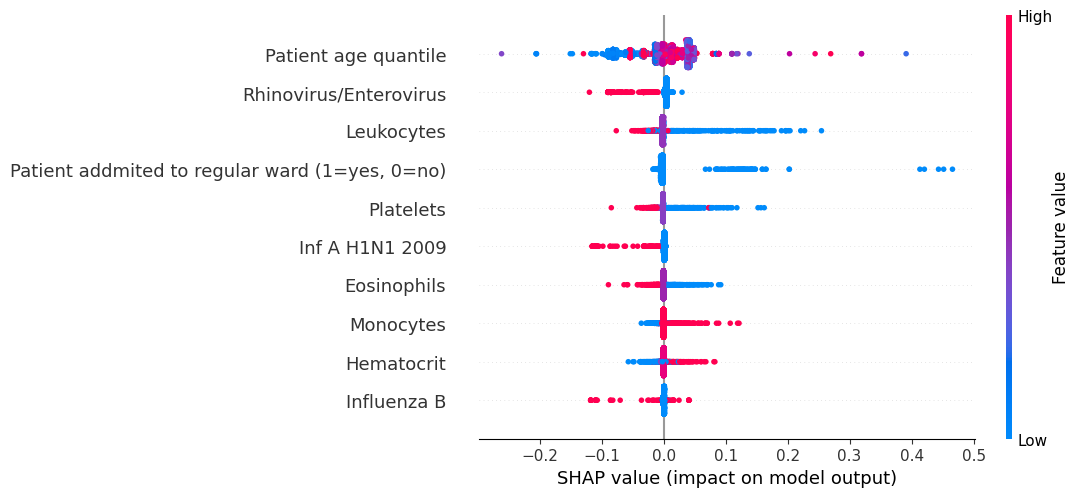 High
Patient age quantile
Rhinovirus/Enterovirus
Leukocytes
Patient addmited to regular ward (1=yes, 0=no)
Platelets
Inf A H1N1 2009
Eosinophils
Monocytes
Hematocrit
Influenza B
Feature value
Low
−0.2 −0.1 0.0 0.1 0.2 0.3 0.4 0.5
SHAP value (impact on model output)